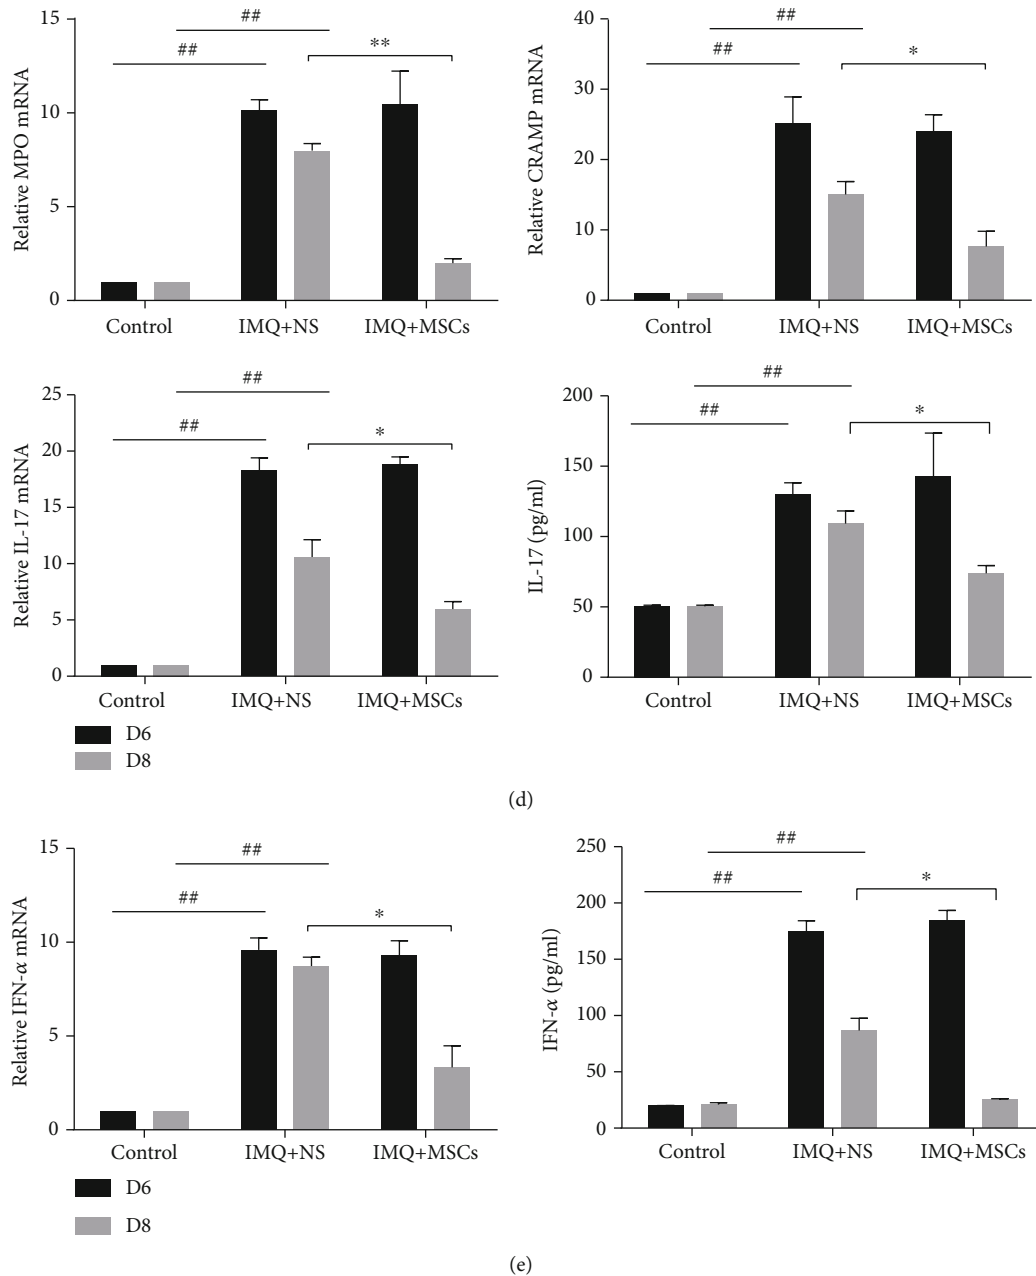 Relative MPO mRNA
15
10
5
0
##
##
**
Control IMQ+NS IMQ+MSCs
Relative CRAMP mRNA
40
30
20
10
0
##
##
*
Control IMQ+NS IMQ+MSCs
Relative IL-17 mRNA
25
20
15
10
5
0
##
##
*
Control IMQ+NS IMQ+MSCs
IL-17 (pg/ml)
200
150
100
50
0
##
##
*
Control IMQ+NS IMQ+MSCs
D6
D8
(d)
Relative IFN-α mRNA
15
10
5
0
##
##
*
Control IMQ+NS IMQ+MSCs
IFN-α (pg/ml)
250
200
150
100
50
0
##
##
*
Control IMQ+NS IMQ+MSCs
D6
D8
(e)